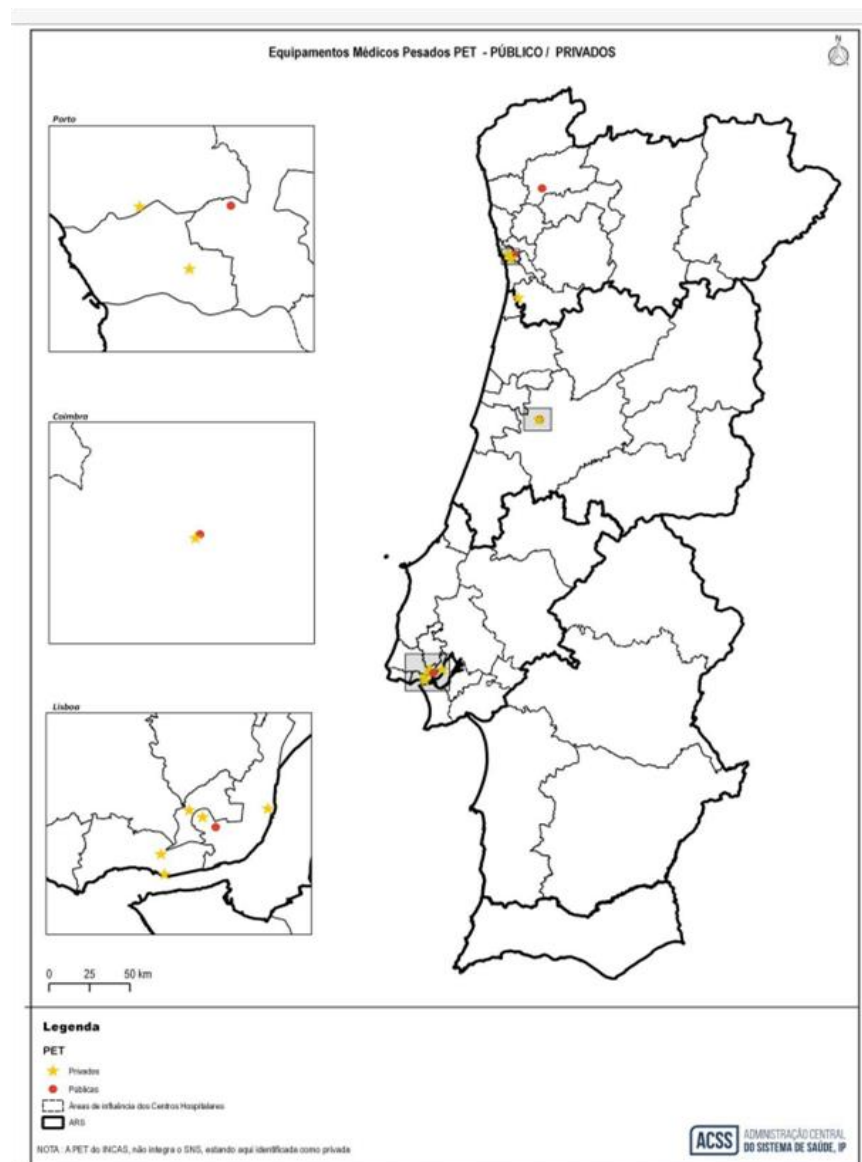 Equipamentos Médicos Pesados PET - PÚBLICO / PRIVADOS
N
Porto
Coimbra
Lisboa
0 25 50 km
Legenda
PET
Privados
Públicas
Áreas de influência dos Centros Hospitalares
ARS
NOTA : A PET do INCAS, não integra o SNS, estando aqui identificada como privada
ACSS
ADMINISTRAÇÃO CENTRAL
DO SISTEMA DE SAÚDE, IP